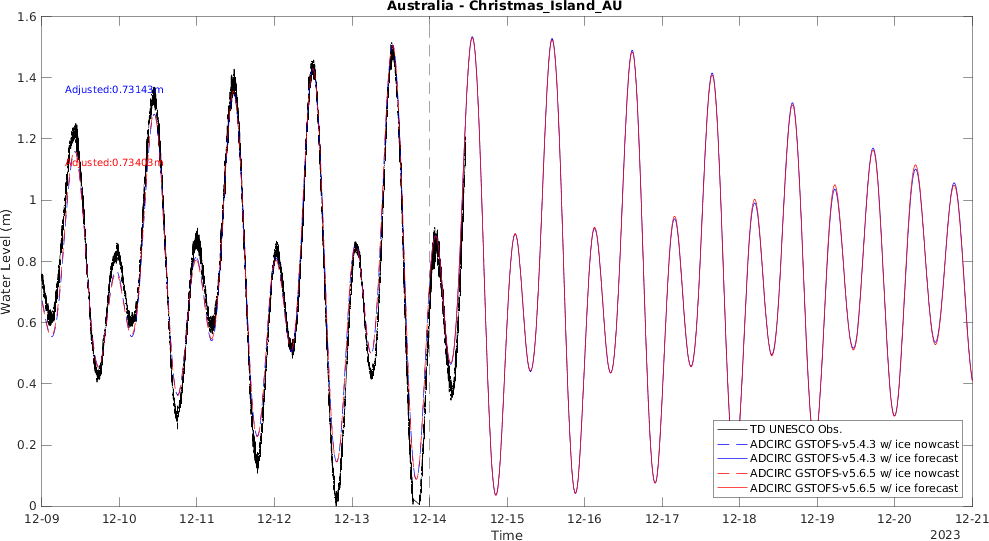 Australia - Christmas_Island_AU
Water Level (m)
1.6
1.4
1.2
1
0.8
0.6
0.4
0.2
0
Adjusted:0.73143m
Adjusted:0.73403m
TD UNESCO Obs.
ADCIRC GSTOFS-v5.4.3 w/ ice nowcast
ADCIRC GSTOFS-v5.4.3 w/ ice forecast
ADCIRC GSTOFS-v5.6.5 w/ ice nowcast
ADCIRC GSTOFS-v5.6.5 w/ ice forecast
12-09 12-10 12-11 12-12 12-13 12-14 12-15 12-16 12-17 12-18 12-19 12-20 12-21
Time
2023